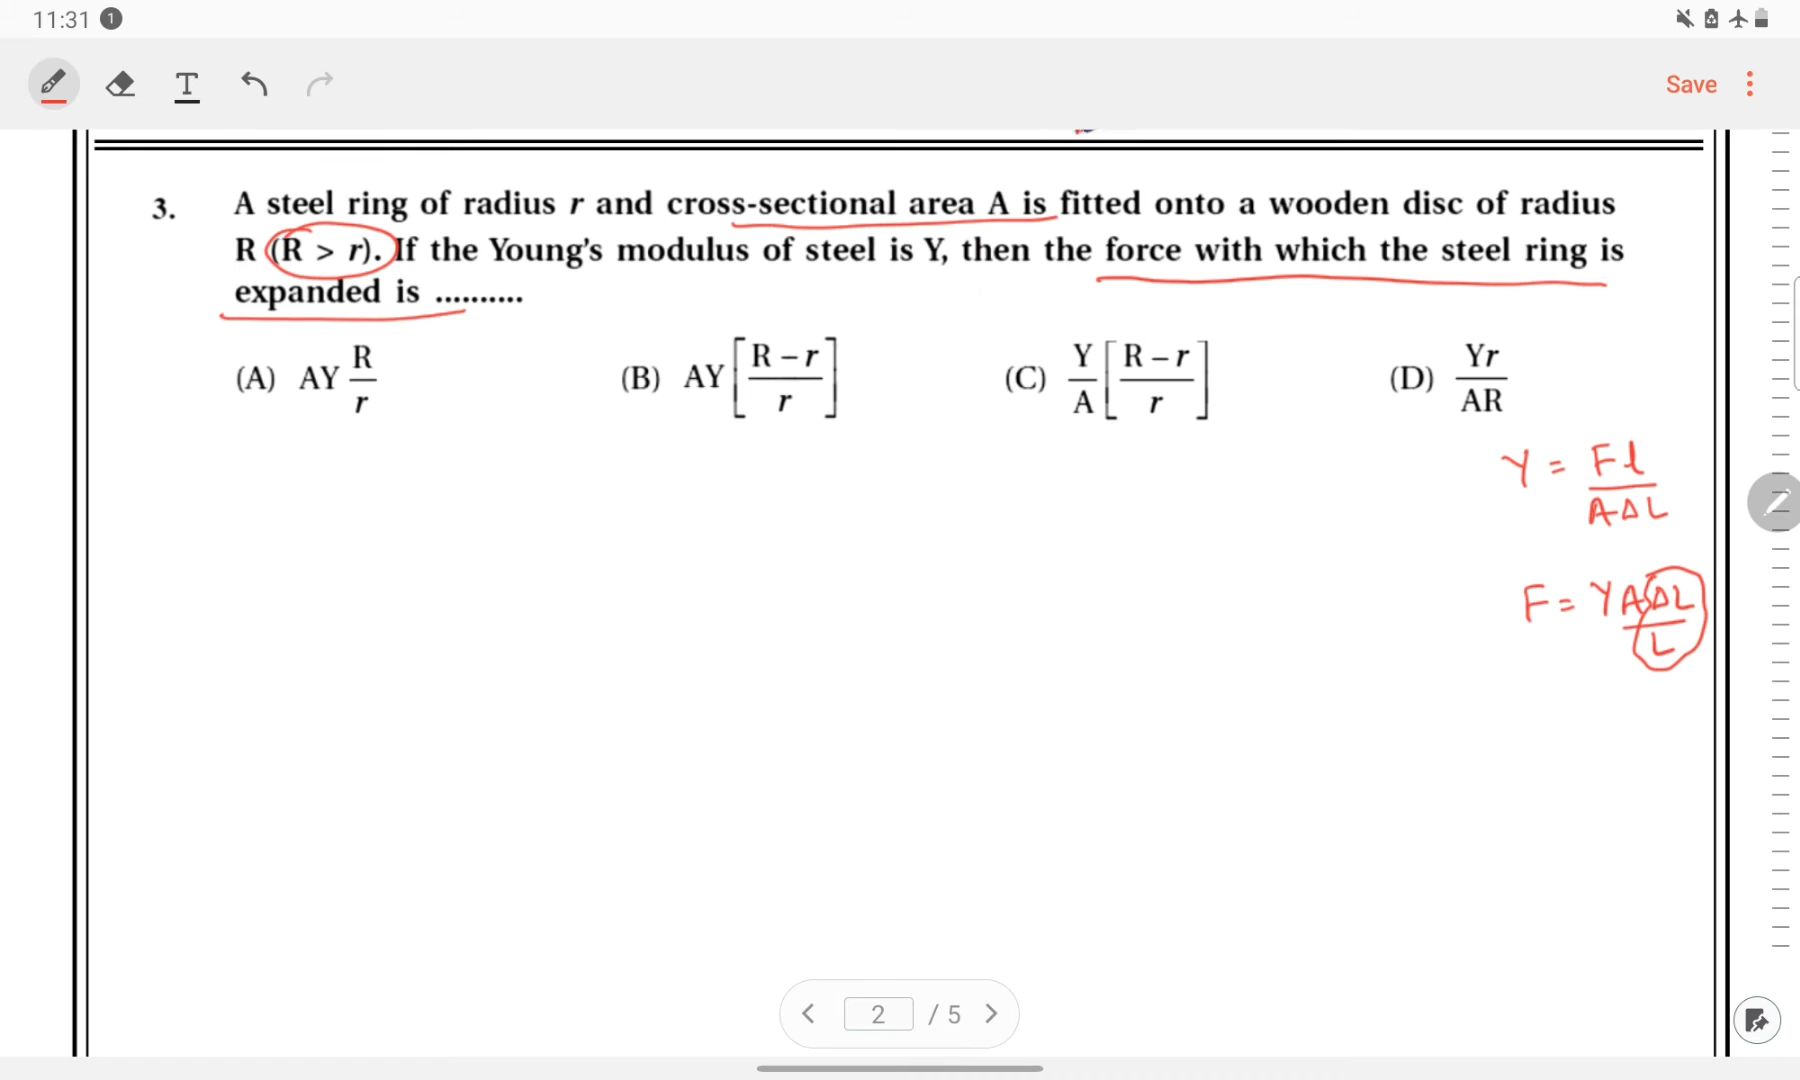 11:31 1
T
Save
3. A steel ring of radius r and cross-sectional area A is fitted onto a wooden disc of radius
R (R > r). If the Young's modulus of steel is Y, then the force with which the steel ring is
expanded is ..........
(A) AY R/r (B) AY [R – r / r] (C) Y/A [R – r / r] (D) Yr/AR
Y = Fl/AΔL
F = YAΔL/L
2 / 5